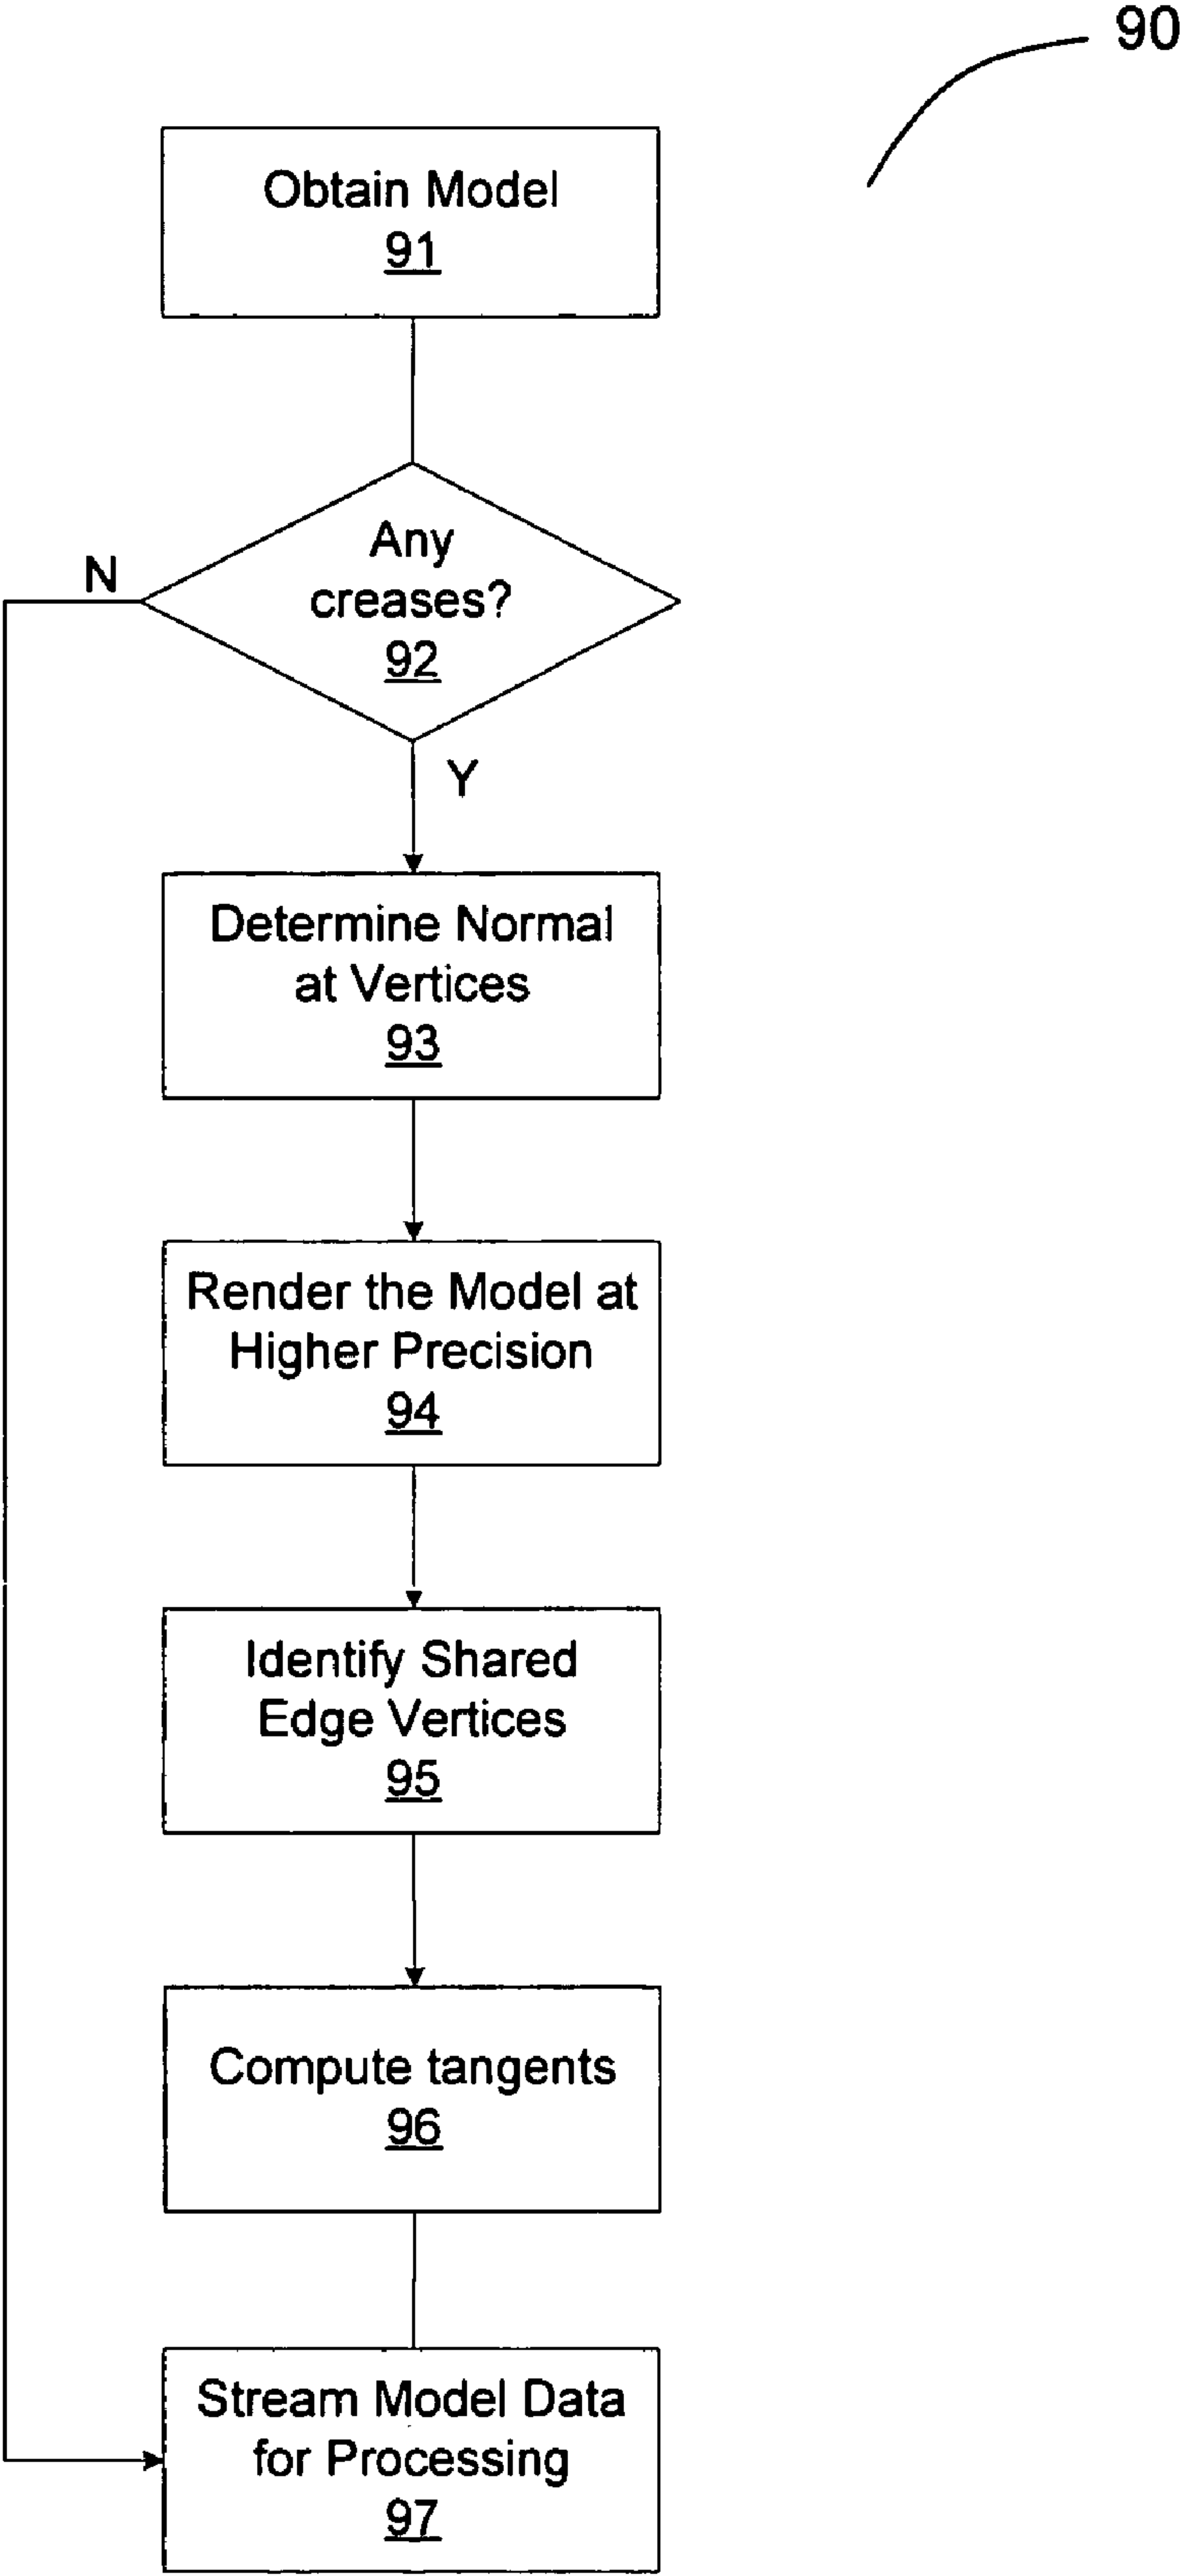 90
Obtain Model
91
Any
creases?
92
N
Y
Determine Normal
at Vertices
93
Render the Model at
Higher Precision
94
Identify Shared
Edge Vertices
95
Compute tangents
96
Stream Model Data
for Processing
97